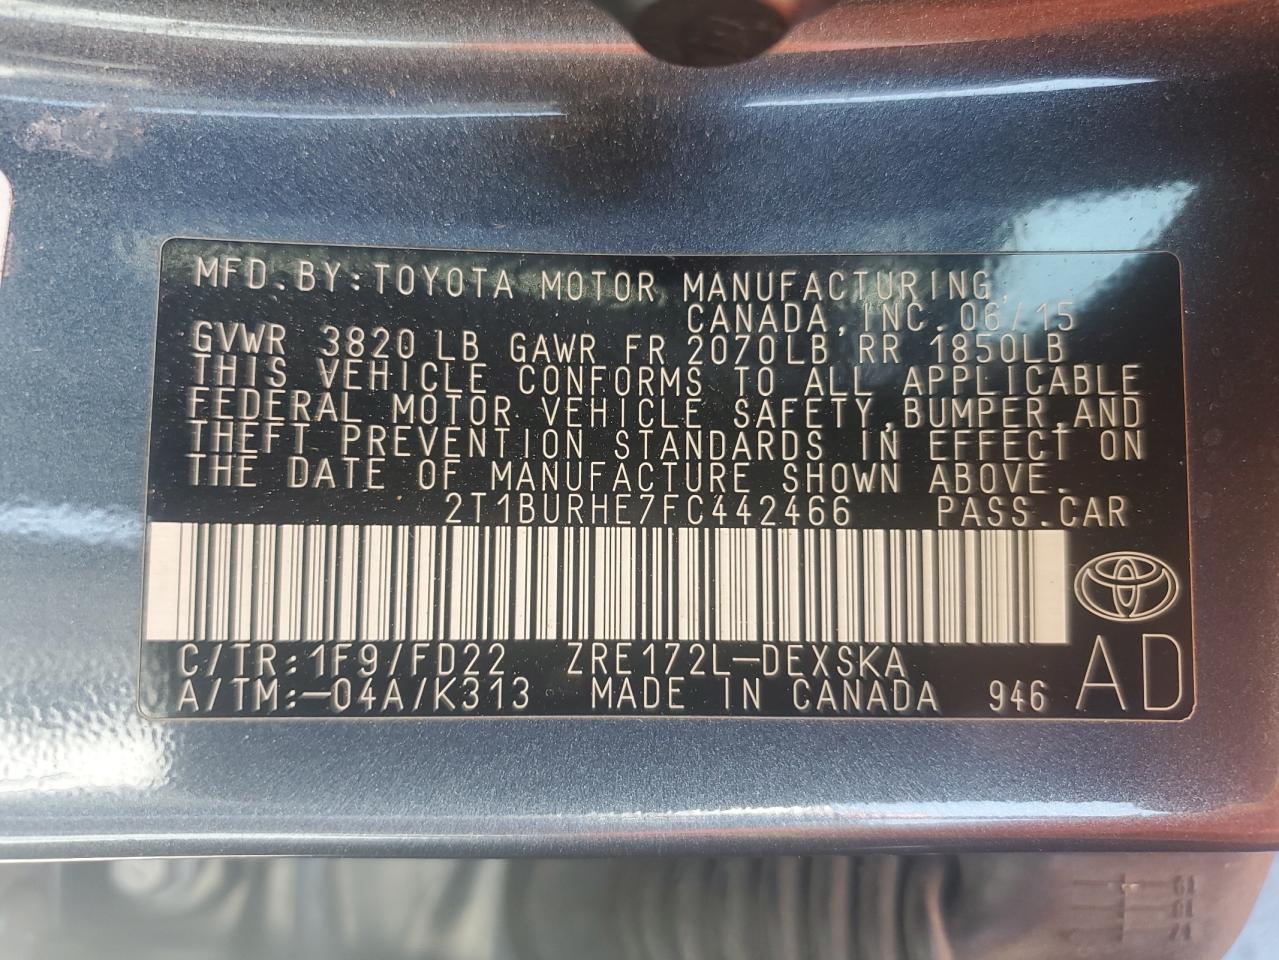 MFD.BY:TOYOTA MOTOR MANUFACTURING,
CANADA,INC. 06/15
GVWR 3820 LB GAWR FR 2070LB RR 1850LB
THIS VEHICLE CONFORMS TO ALL APPLICABLE
FEDERAL MOTOR VEHICLE SAFETY,BUMPER,AND
THEFT PREVENTION STANDARDS IN EFFECT ON
THE DATE OF MANUFACTURE SHOWN ABOVE.
2T1BURHE7FC442466 PASS.CAR
C/TR:1F9/FD22 ZRE172L-DEXSKA
A/TM:-04A/K313 MADE IN CANADA 946
AD